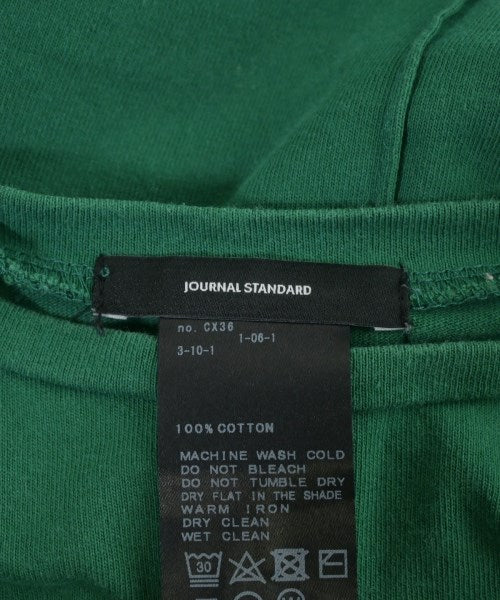 JOURNAL STANDARD
no. CX36
1-06-1
3-10-1
100% COTTON
MACHINE WASH COLD
DO NOT BLEACH
DO NOT TUMBLE DRY
DRY FLAT IN THE SHADE
WARM IRON
DRY CLEAN
WET CLEAN
30